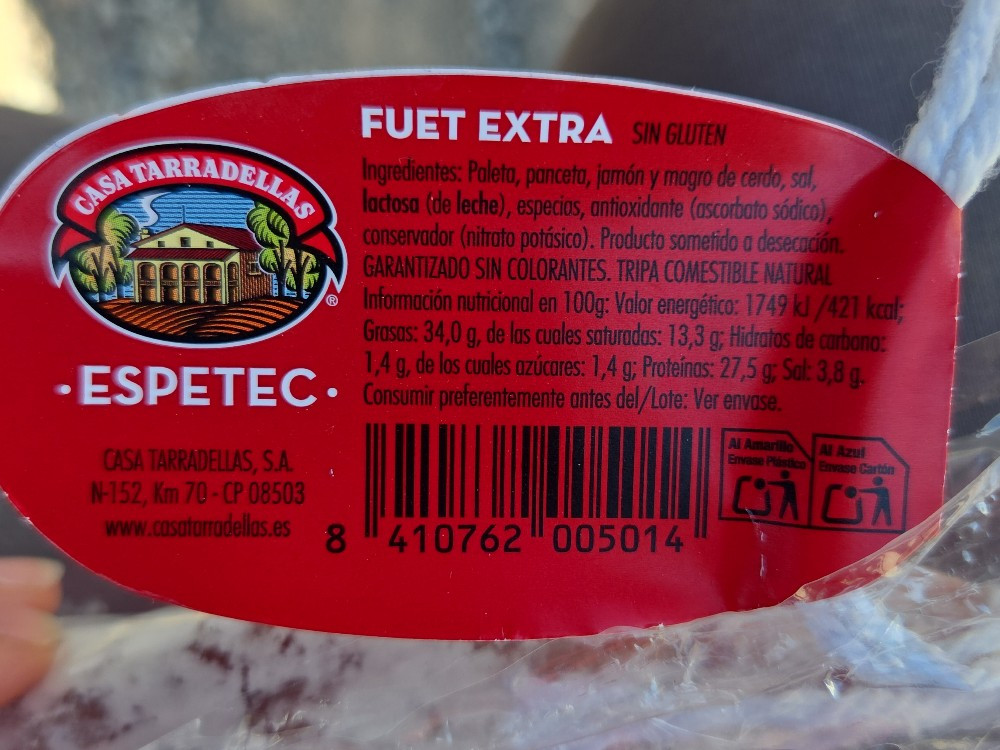 FUET EXTRA SIN GLUTEN
Ingredientes: Paleta, panceta, jamón y magro de cerdo, sal,
lactosa (de leche), especias, antioxidante (ascorbato sódico),
conservador (nitrato potásico). Producto sometido a desecación.
GARANTIZADO SIN COLORANTES. TRIPA COMESTIBLE NATURAL
Información nutricional en 100g: Valor energético: 1749 kJ /421 kcal;
Grasas: 34,0 g, de las cuales saturadas: 13,3 g; Hidratos de carbono:
1,4 g, de los cuales azúcares: 1,4 g; Proteínas: 27,5 g; Sal: 3,8 g.
Consumir preferentemente antes del/Lote: Ver envase.
CASA TARRADELLAS
®
·ESPETEC·
CASA TARRADELLAS, S.A.
N-152, Km 70 - CP 08503
www.casatarradellas.es
8 410762 005014
Al Amarillo
Envase Plástico
Al Azul
Envase Cartón